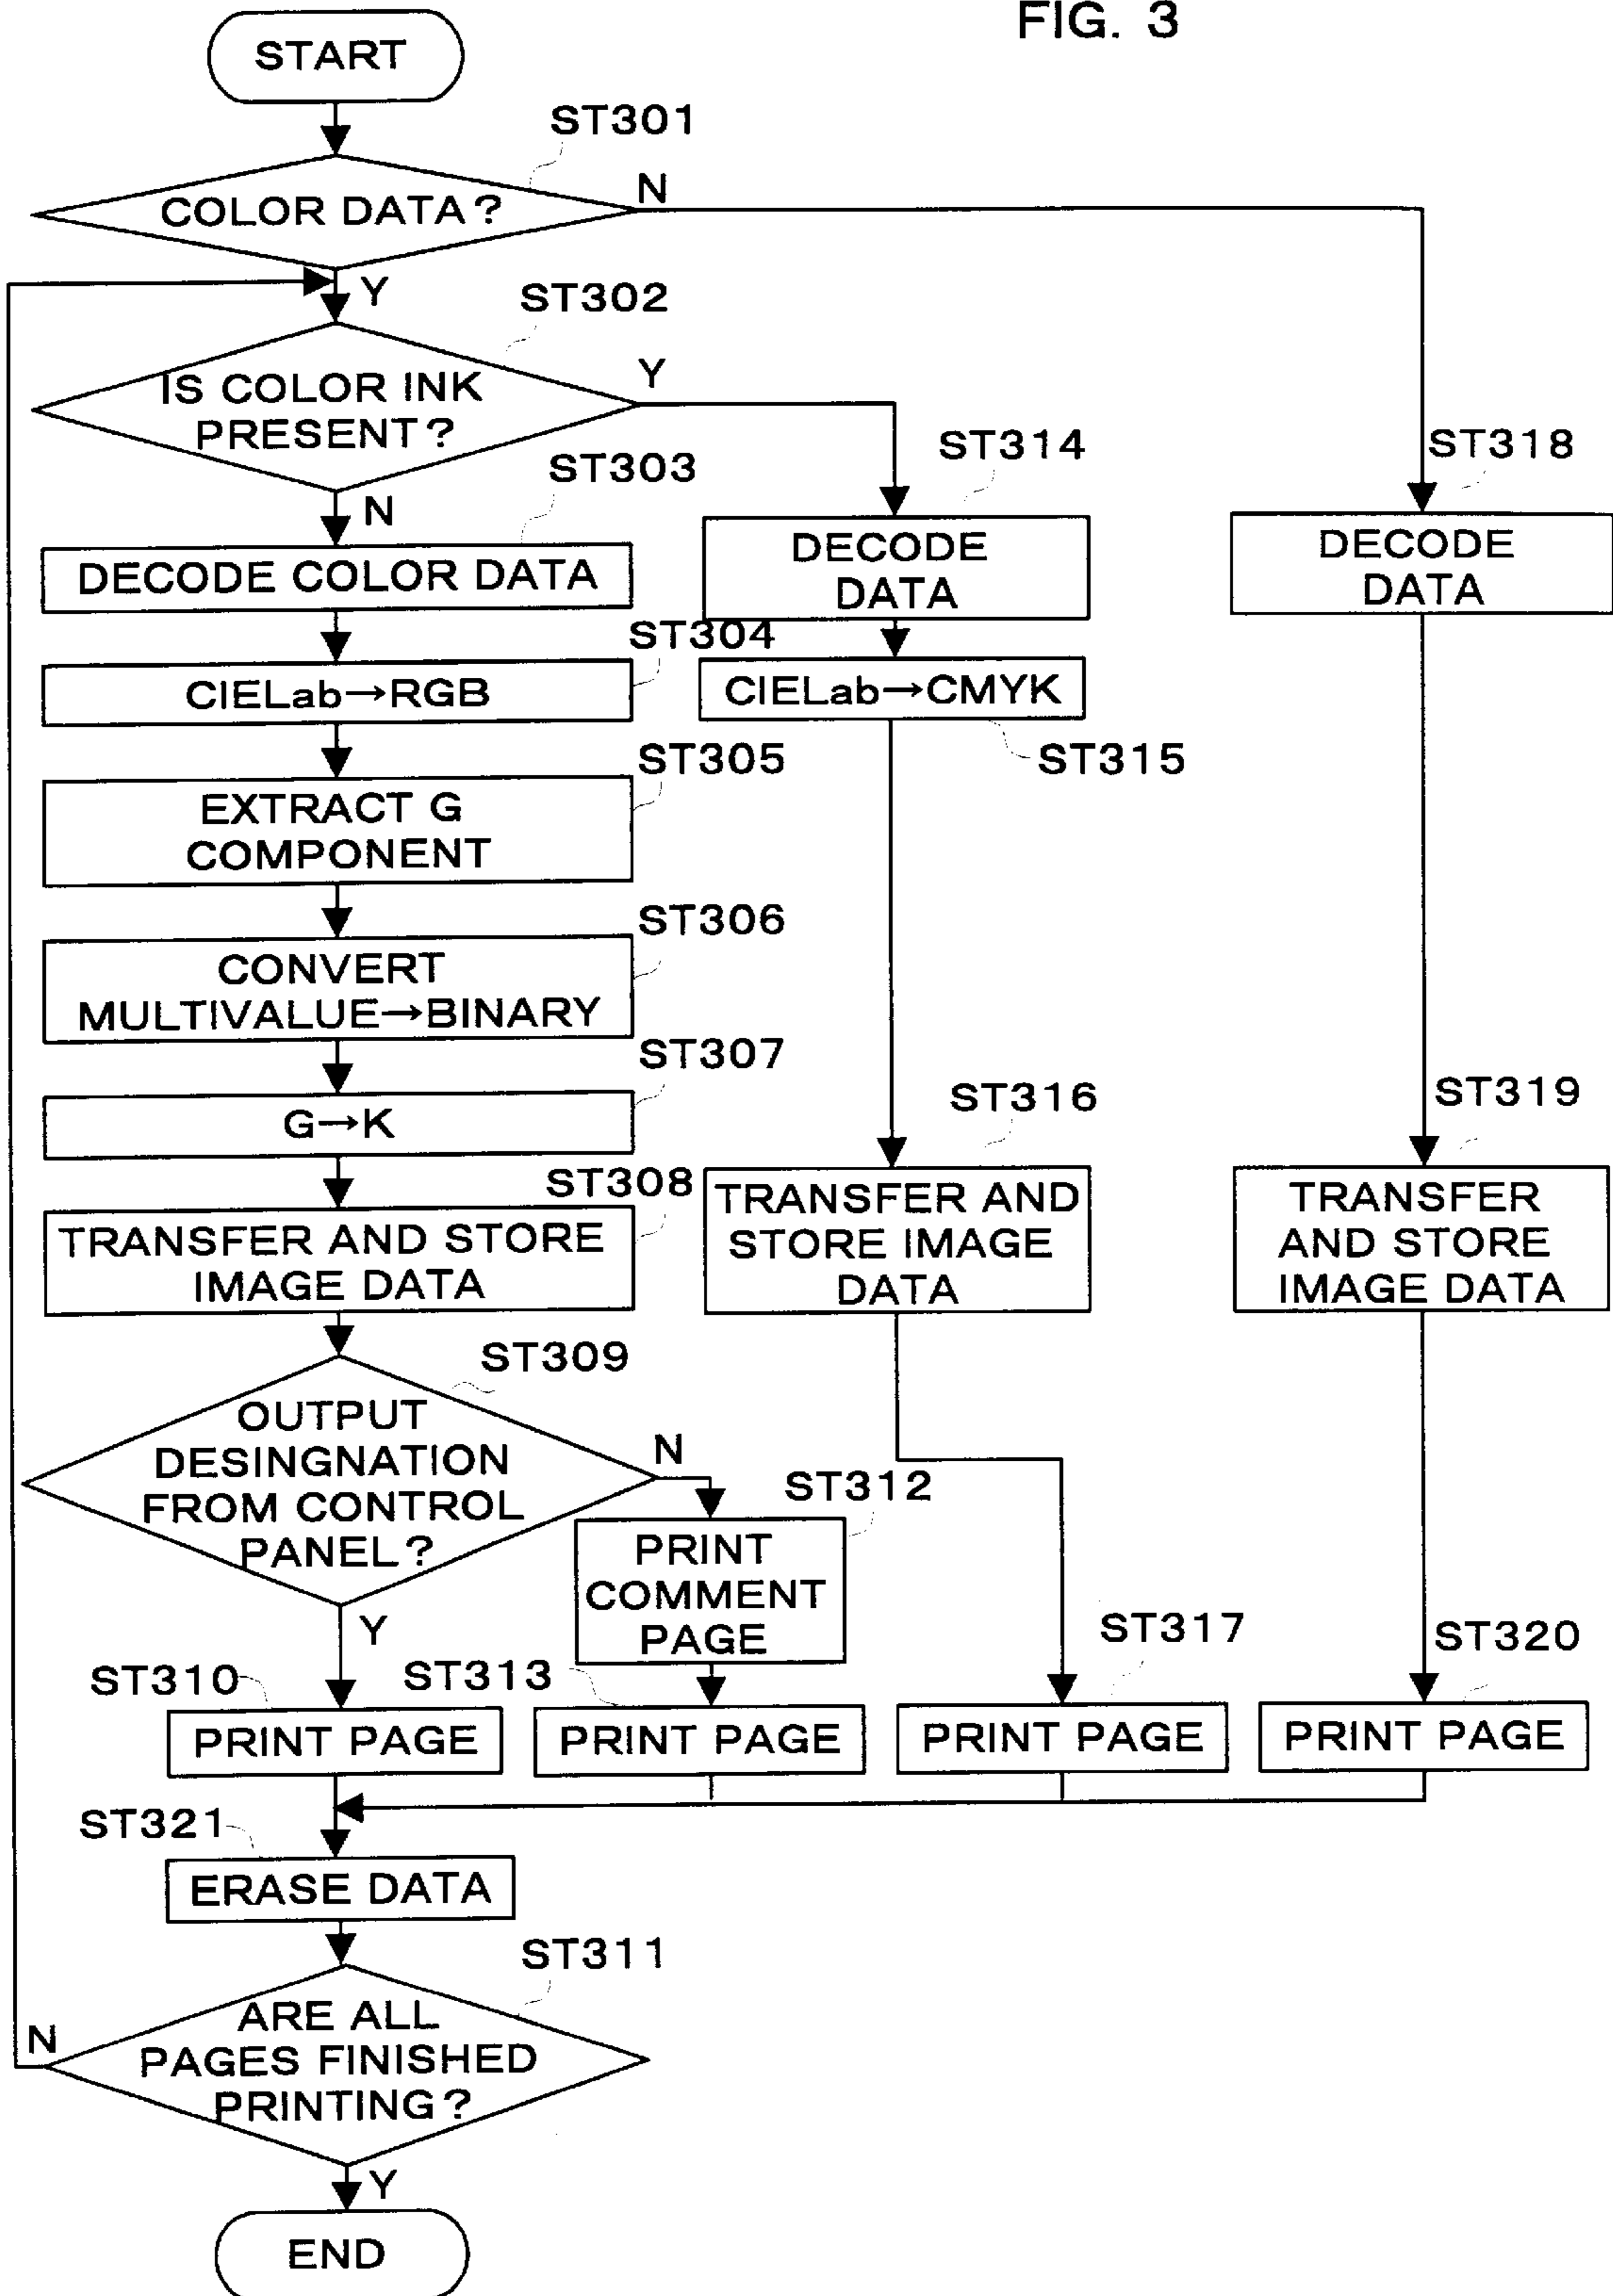 FIG. 3
START
ST301
COLOR DATA?
N
Y
ST302
IS COLOR INK
PRESENT?
Y
N
ST303
DECODE COLOR DATA
ST304
CIELab→RGB
ST305
EXTRACT G
COMPONENT
ST306
CONVERT
MULTIVALUE→BINARY
ST307
G→K
ST308
TRANSFER AND STORE
IMAGE DATA
ST309
OUTPUT
DESINGNATION
FROM CONTROL
PANEL?
N
Y
ST310
PRINT PAGE
ST312
PRINT
COMMENT
PAGE
ST313
PRINT PAGE
ST314
DECODE
DATA
CIELab→CMYK
ST315
ST316
TRANSFER AND
STORE IMAGE
DATA
ST317
PRINT PAGE
ST318
DECODE
DATA
ST319
TRANSFER
AND STORE
IMAGE DATA
ST320
PRINT PAGE
ST321
ERASE DATA
ST311
ARE ALL
PAGES FINISHED
PRINTING?
N
Y
END